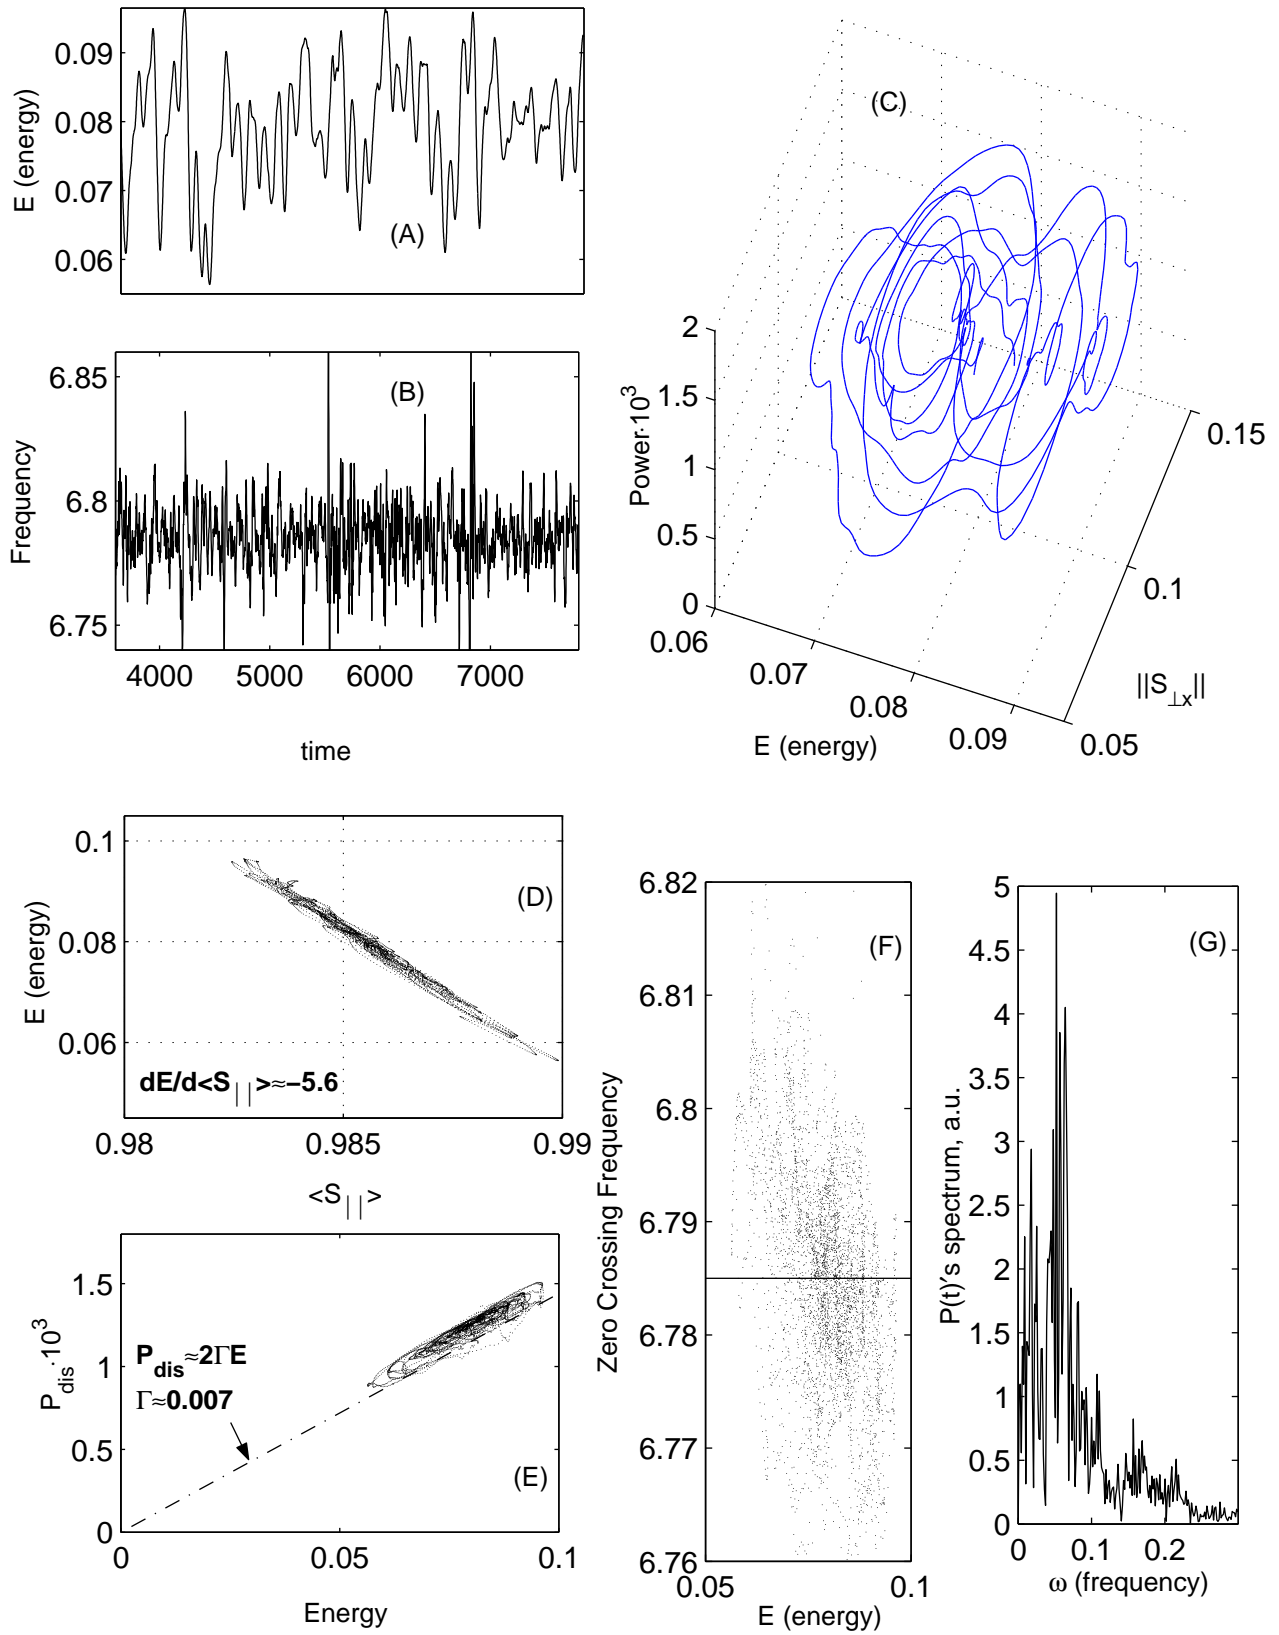 0.09
0.08
0.07
0.06
E (energy)
(A)
6.85
6.8
6.75
Frequency
(B)
4000 5000 6000 7000
time
(C)
2
1.5
1
0.5
0
Power·10³
0.06
0.07
0.08
0.09
E (energy)
0.05
0.1
0.15
||S⊥x||
0.1
0.08
0.06
E (energy)
(D)
dE/d<S||>≈−5.6
0.98 0.985 0.99
<S||>
1.5
1
0.5
0
P_dis·10³
P_dis≈2ΓE
Γ≈0.007
(E)
0 0.05 0.1
Energy
6.82
6.81
6.8
6.79
6.78
6.77
6.76
Zero Crossing Frequency
(F)
0.05 0.1
E (energy)
5
4.5
4
3.5
3
2.5
2
1.5
1
0.5
0
P(t)′s spectrum, a.u.
(G)
0 0.1 0.2
ω (frequency)